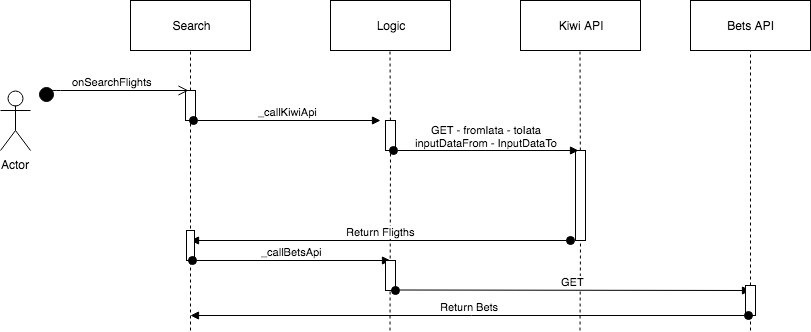 Search
Logic
Kiwi API
Bets API
onSearchFlights
_callKiwiApi
GET - fromIata - toIata
inputDataFrom - InputDataTo
Actor
Return Fligths
_callBetsApi
GET
Return Bets